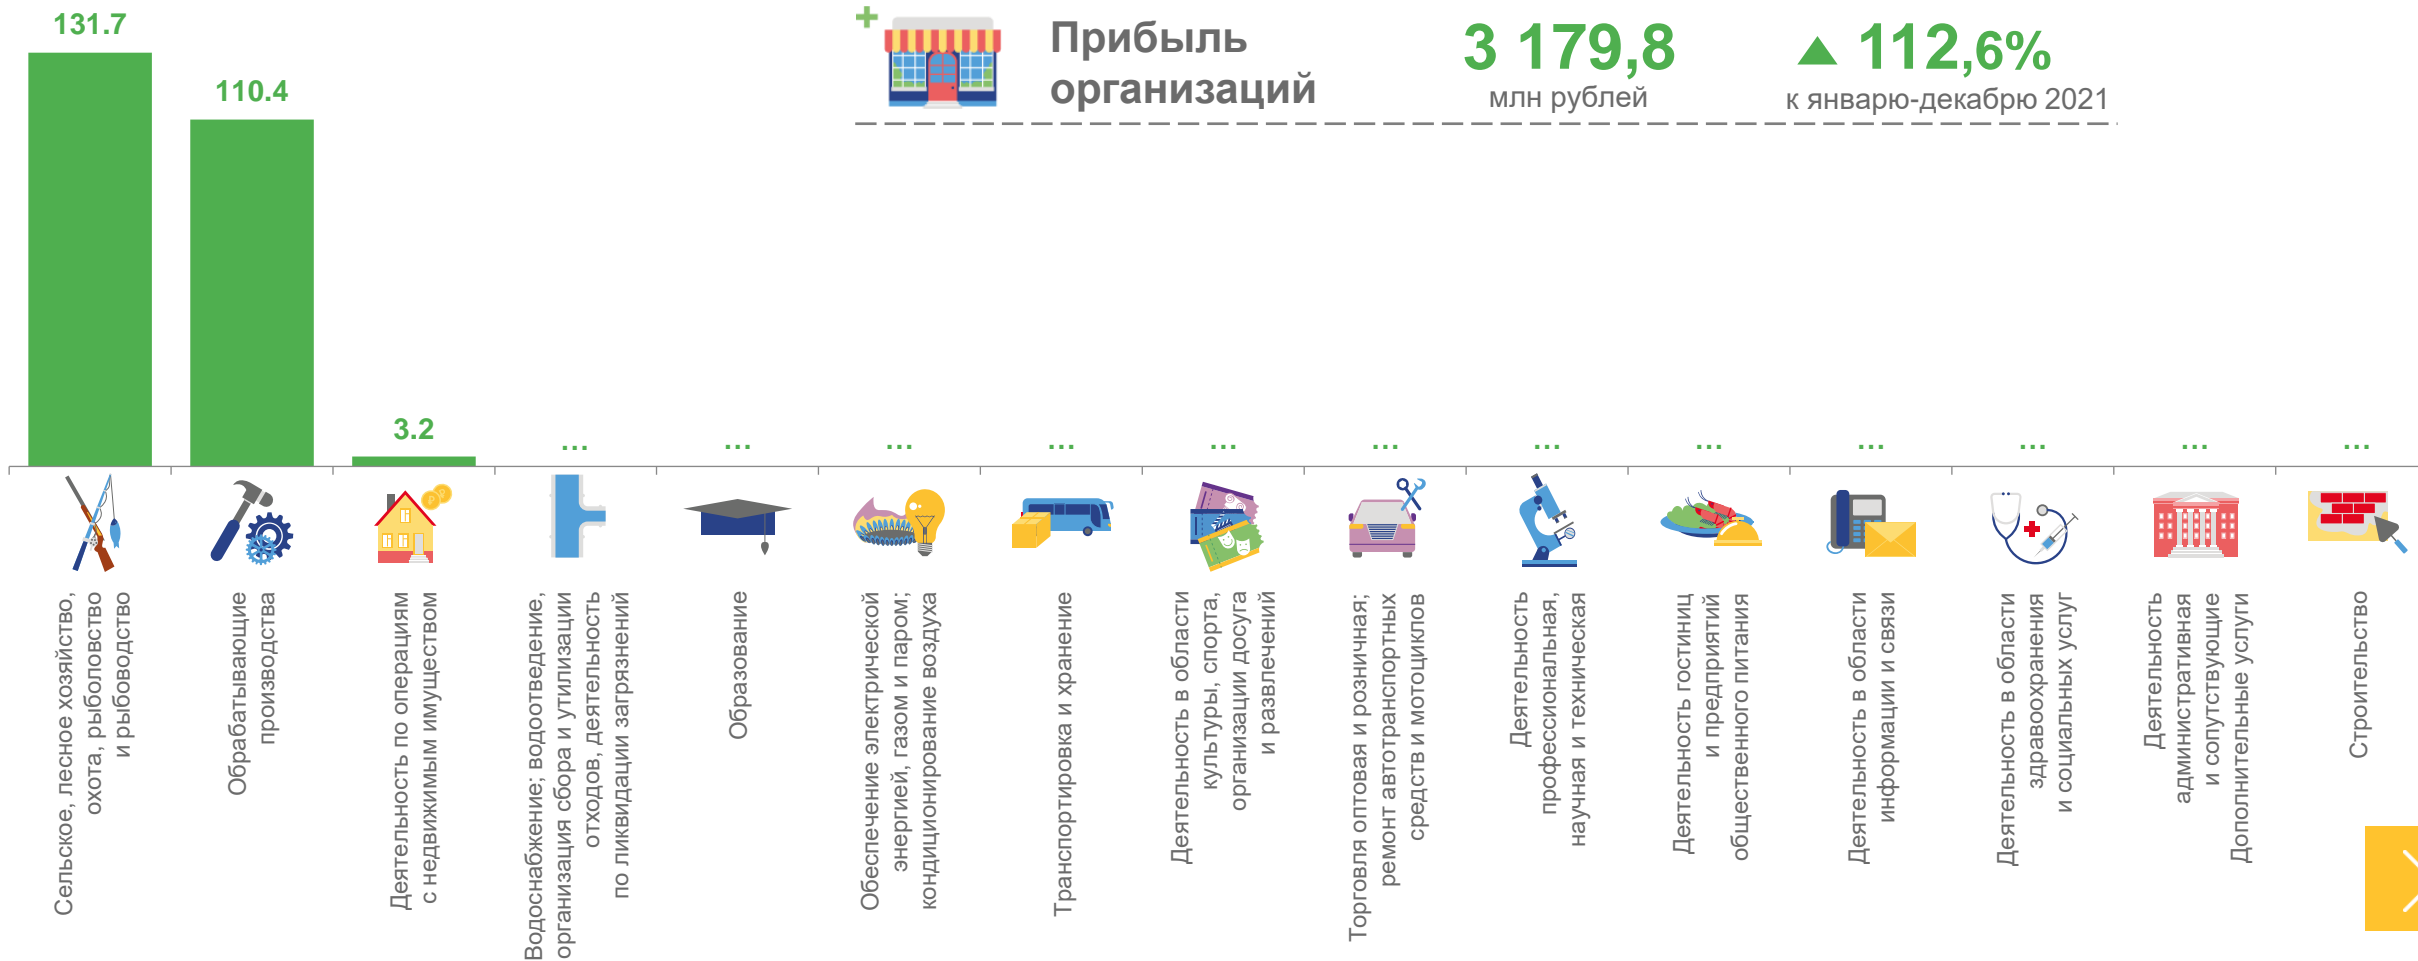 Прибыль
организаций
3 179,8
млн рублей
112,6%
к январю-декабрю 2021
131.7
110.4
3.2
...
...
...
...
...
...
...
...
...
...
...
...
Сельское, лесное хозяйство,
охота, рыболовство
и рыбоводство
Обрабатывающие
производства
Деятельность по операциям
с недвижимым имуществом
Водоснабжение; водоотведение,
организация сбора и утилизации
отходов, деятельность
по ликвидации загрязнений
Образование
Обеспечение электрической
энергией, газом и паром;
кондиционирование воздуха
Транспортировка и хранение
Деятельность в области
культуры, спорта,
организации досуга
и развлечений
Торговля оптовая и розничная;
ремонт автотранспортных
средств и мотоциклов
Деятельность
профессиональная,
научная и техническая
Деятельность гостиниц
и предприятий
общественного питания
Деятельность в области
информации и связи
Деятельность в области
здравоохранения
и социальных услуг
Деятельность
административная
и сопутствующие
Дополнительные услуги
Строительство